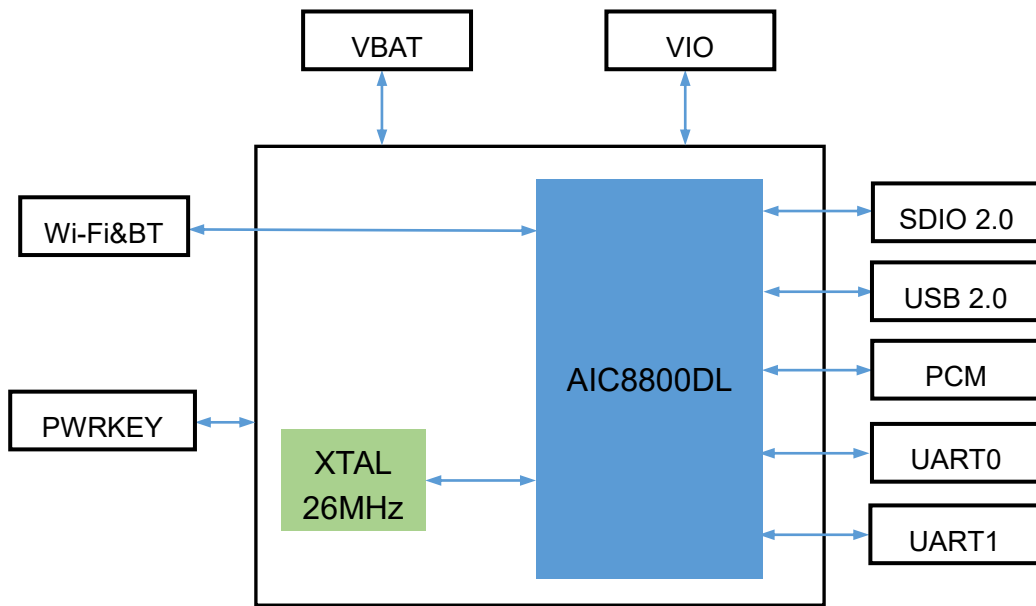 VBAT
VIO
Wi-Fi&BT
SDIO 2.0
USB 2.0
AIC8800DL
PCM
PWRKEY
XTAL
26MHz
UART0
UART1